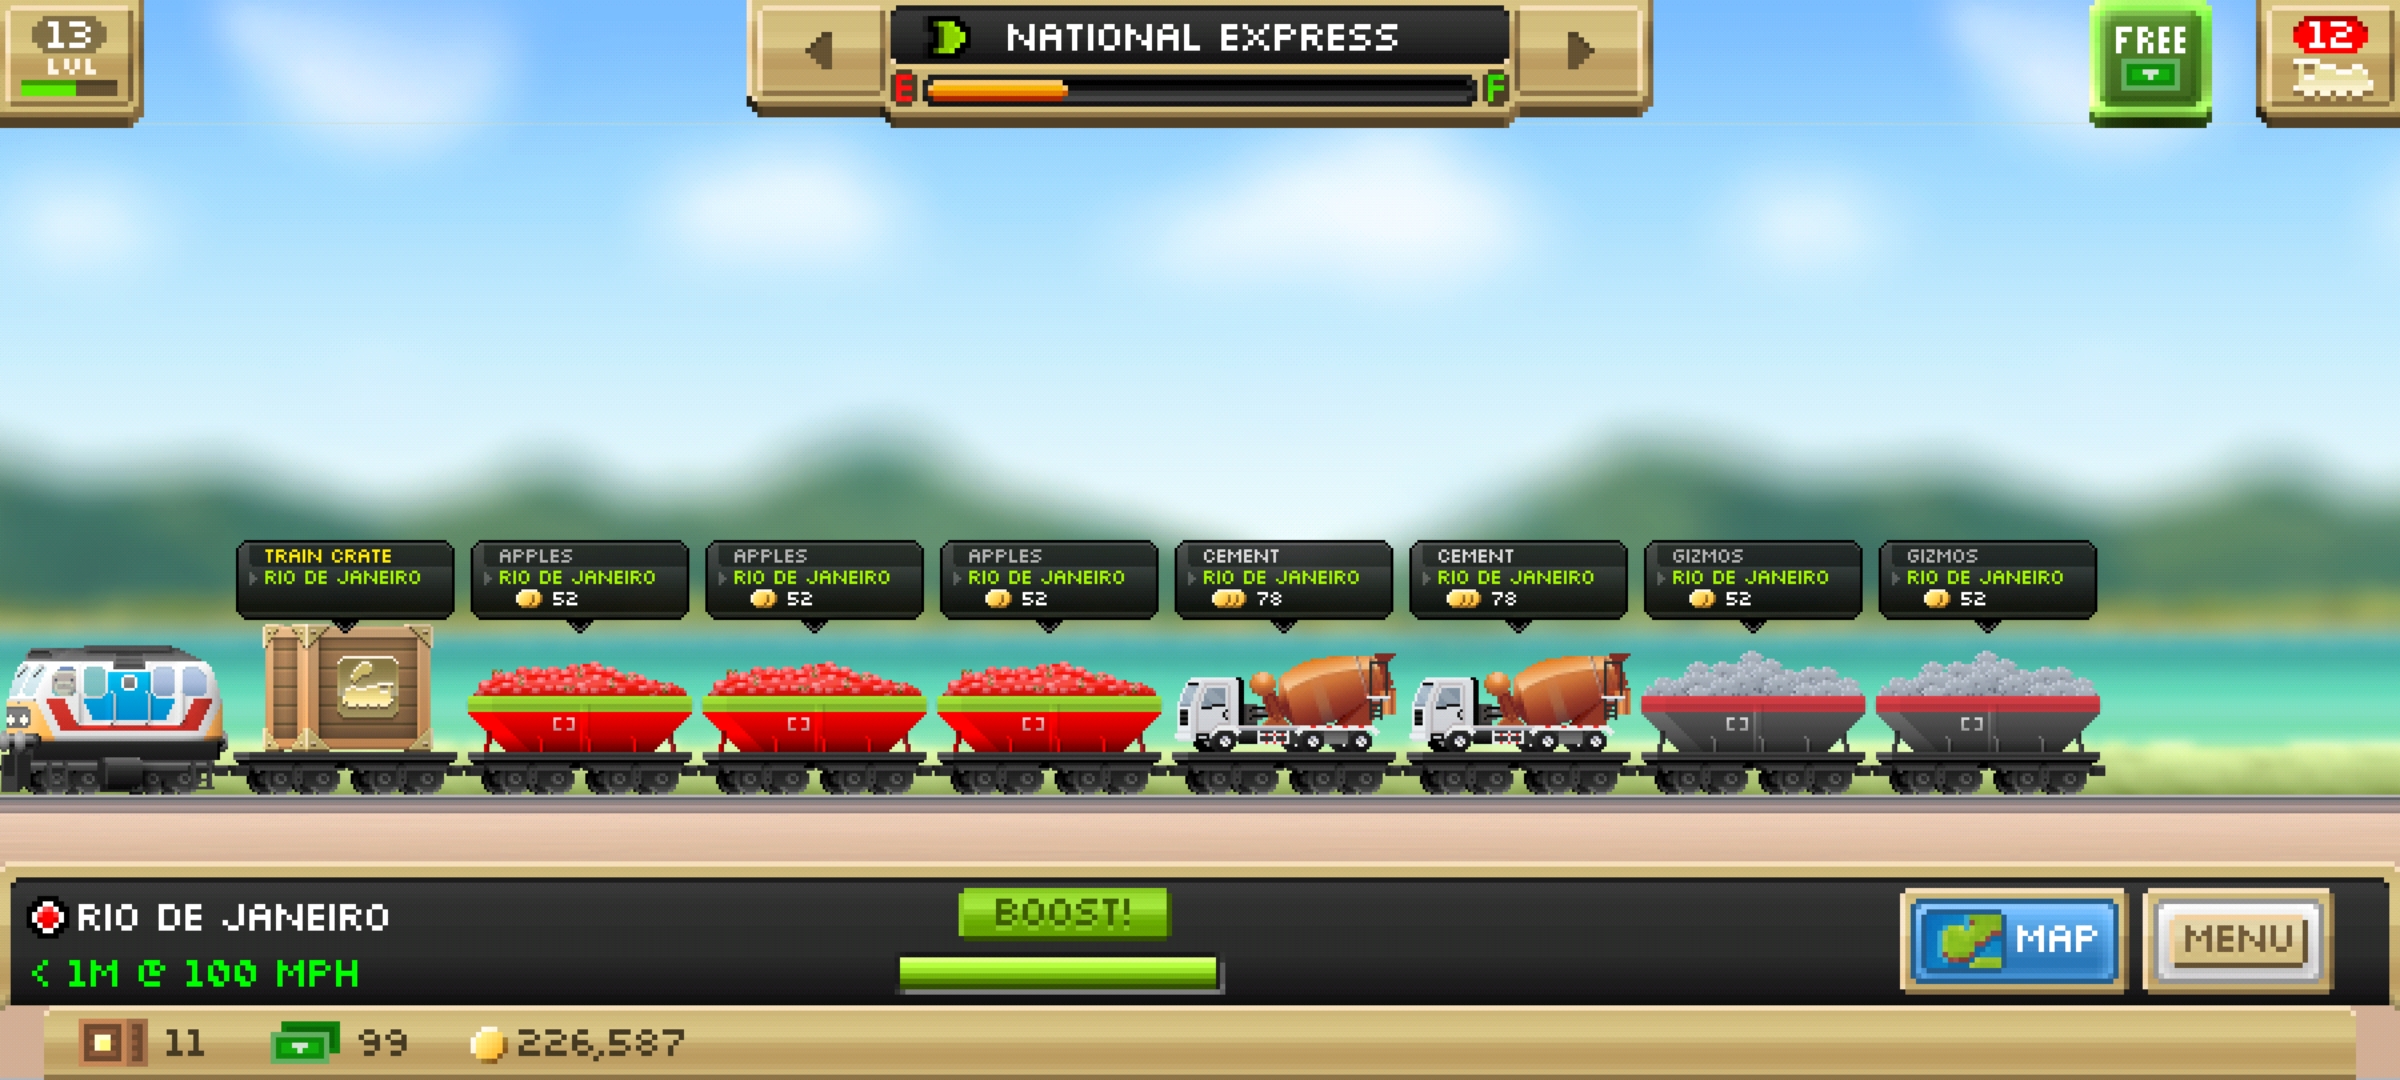 13
LVL
NATIONAL EXPRESS
E F
FREE
12
TRAIN CRATE
RIO DE JANEIRO
APPLES
RIO DE JANEIRO
52
APPLES
RIO DE JANEIRO
52
APPLES
RIO DE JANEIRO
52
CEMENT
RIO DE JANEIRO
78
CEMENT
RIO DE JANEIRO
78
GIZMOS
RIO DE JANEIRO
52
GIZMOS
RIO DE JANEIRO
52
RIO DE JANEIRO
< 1M @ 100 MPH
BOOST!
MAP
MENU
11
99
226,587